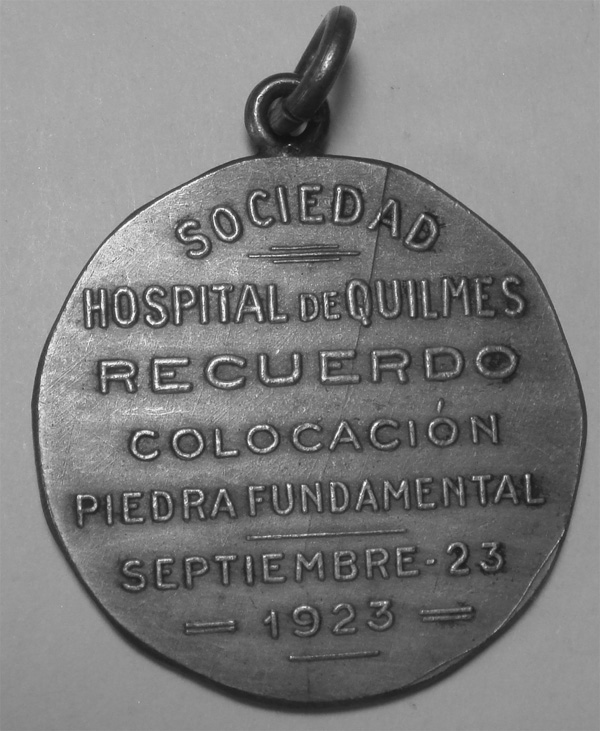 SOCIEDAD
HOSPITAL DE QUILMES
RECUERDO
COLOCACIÓN
PIEDRA FUNDAMENTAL
SEPTIEMBRE - 23
1923